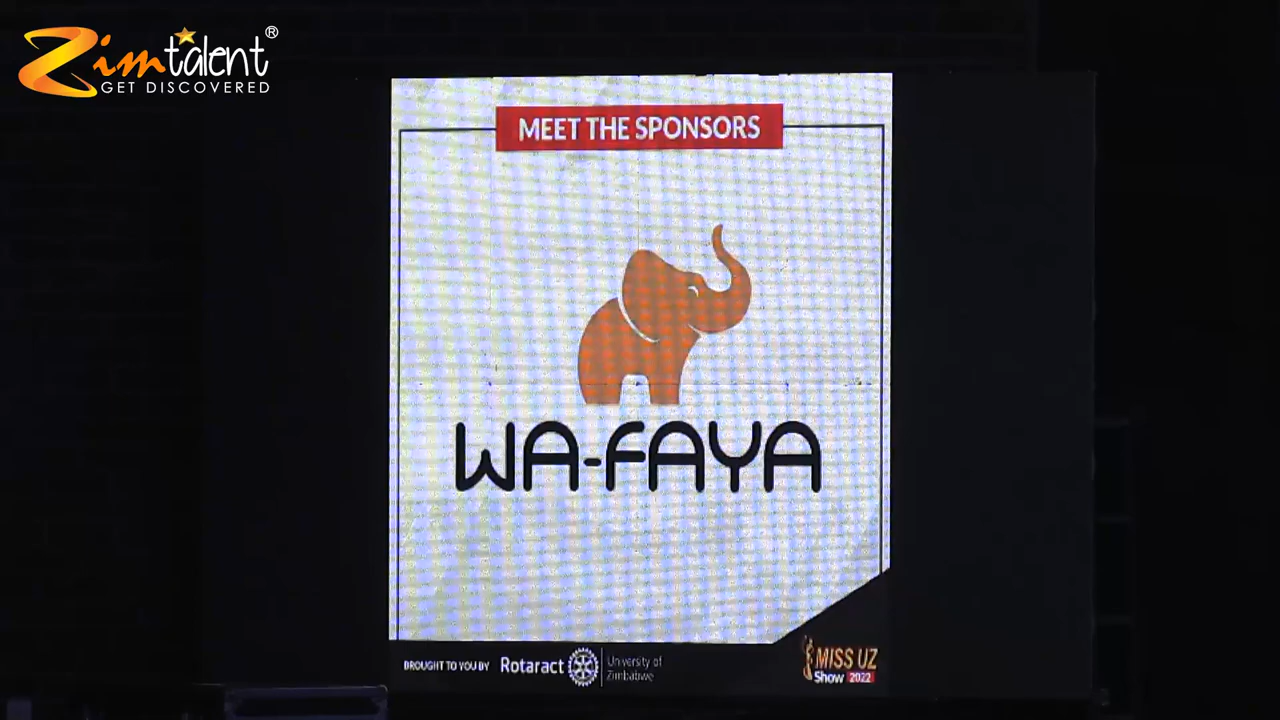 Zimtalent®
GET DISCOVERED
MEET THE SPONSORS
WA-FAYA
BROUGHT TO YOU BY Rotaract University of Zimbabwe
MISS UZ
Show 2022